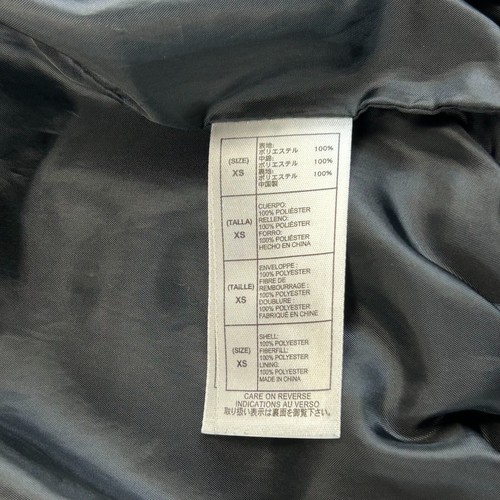 (SIZE)
XS
表地:
ポリエステル 100%
中綿:
ポリエステル 100%
裏地:
ポリエステル 100%
中国製
(TALLA)
XS
CUERPO:
100% POLIÉSTER
RELLENO:
100% POLIÉSTER
FORRO:
100% POLIÉSTER
HECHO EN CHINA
(TAILLE)
XS
ENVELOPPE :
100% POLYESTER
FIBRE DE
REMBOURRAGE :
100% POLYESTER
DOUBLURE :
100% POLYESTER
FABRIQUÉ EN CHINE
(SIZE)
XS
SHELL:
100% POLYESTER
FIBERFILL:
100% POLYESTER
LINING:
100% POLYESTER
MADE IN CHINA
CARE ON REVERSE
INDICATIONS AU VERSO
取り扱い表示は裏面を御覧下さい。